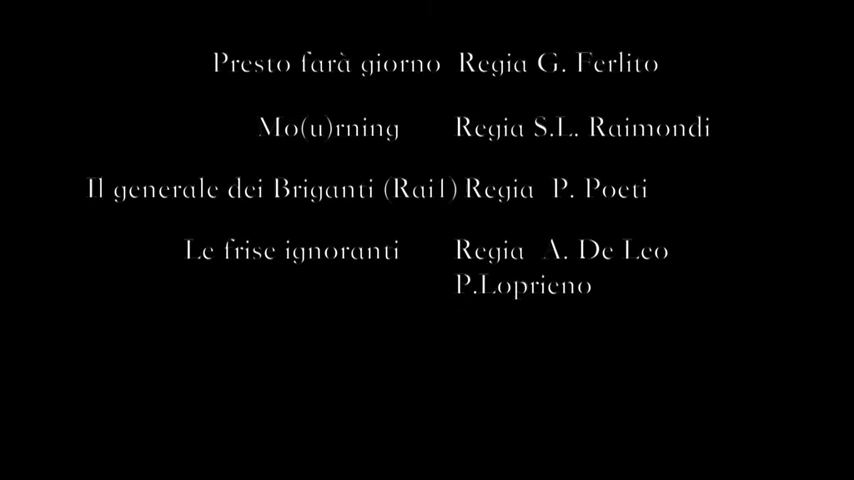 Presto farà giorno Regia G. Ferlito
Mo(u)rning Regia S.L. Raimondi
Il generale dei Briganti (Rai1) Regia P. Poeti
Le frise ignoranti Regia A. De Leo
P.Loprieno